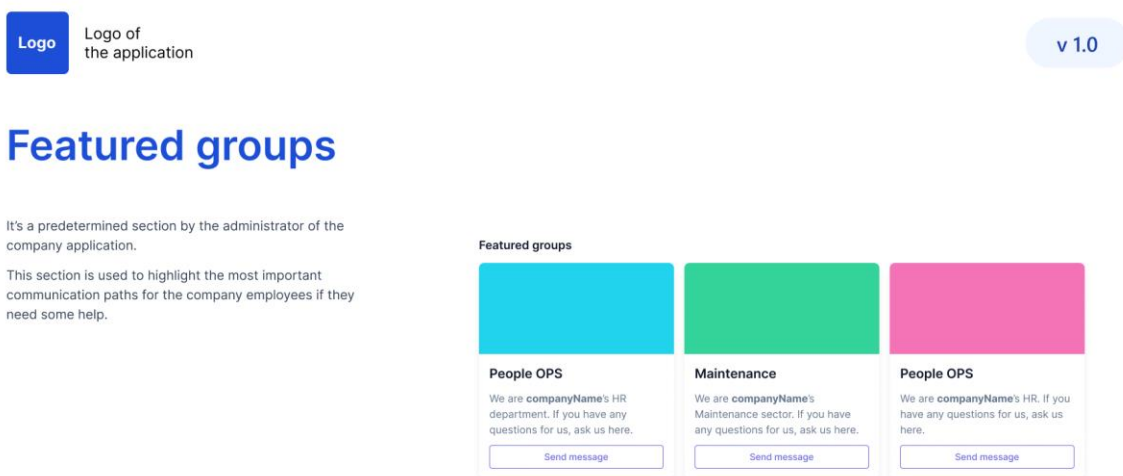 Logo
Logo of
the application
v 1.0
Featured groups
It's a predetermined section by the administrator of the
company application.
This section is used to highlight the most important
communication paths for the company employees if they
need some help.
Featured groups
People OPS
We are companyName's HR
department. If you have any
questions for us, ask us here.
Send message
Maintenance
We are companyName's
Maintenance sector. If you have
any questions for us, ask us here.
Send message
People OPS
We are companyName's HR. If you
have any questions for us, ask us
here.
Send message